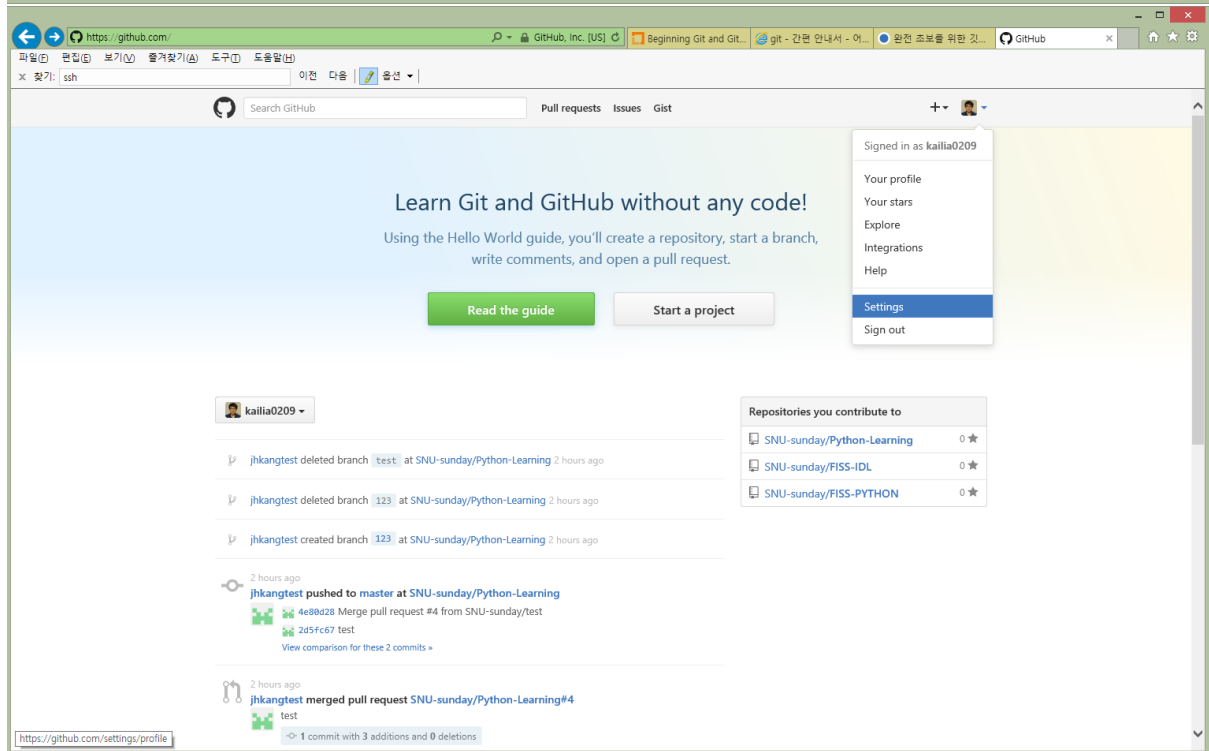 https://github.com/
GitHub, Inc. [US]
Beginning Git and Git...
git - 간편 안내서 - 어...
완전 초보를 위한 깃...
GitHub
파일(F) 편집(E) 보기(V) 즐겨찾기(A) 도구(T) 도움말(H)
찾기: ssh 이전 다음 옵션
Search GitHub Pull requests Issues Gist
Signed in as kailia0209
Your profile
Your stars
Explore
Integrations
Help
Settings
Sign out
Learn Git and GitHub without any code!
Using the Hello World guide, you’ll create a repository, start a branch,
write comments, and open a pull request.
Read the guide Start a project
kailia0209
jhkangtest deleted branch test at SNU-sunday/Python-Learning 2 hours ago
jhkangtest deleted branch 123 at SNU-sunday/Python-Learning 2 hours ago
jhkangtest created branch 123 at SNU-sunday/Python-Learning 2 hours ago
2 hours ago
jhkangtest pushed to master at SNU-sunday/Python-Learning
4e80d28 Merge pull request #4 from SNU-sunday/test
2d5fc67 test
View comparison for these 2 commits »
2 hours ago
jhkangtest merged pull request SNU-sunday/Python-Learning#4
test
1 commit with 3 additions and 0 deletions
Repositories you contribute to
SNU-sunday/Python-Learning 0
SNU-sunday/FISS-IDL 0
SNU-sunday/FISS-PYTHON 0
https://github.com/settings/profile